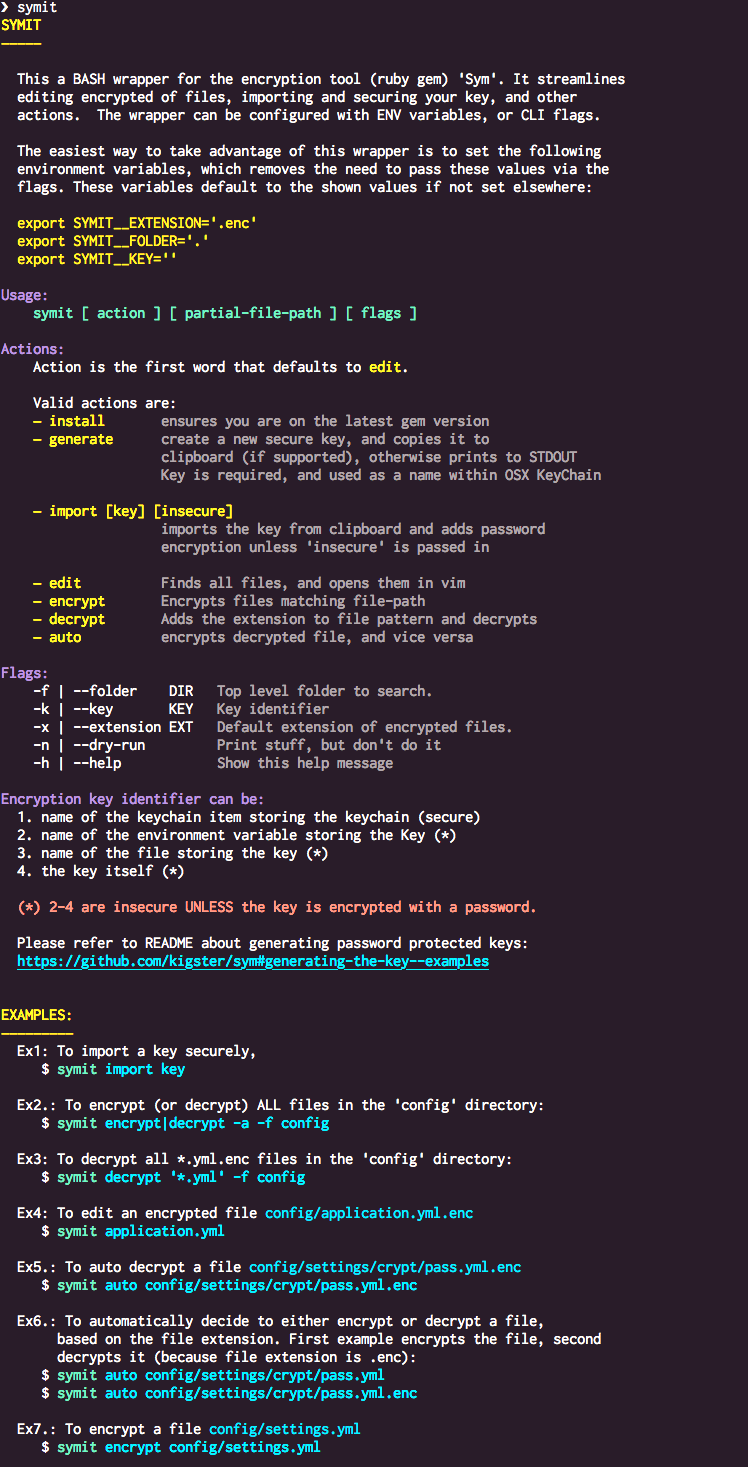 ❯ symit
SYMIT
─────
This a BASH wrapper for the encryption tool (ruby gem) 'Sym'. It streamlines
editing encrypted of files, importing and securing your key, and other
actions.  The wrapper can be configured with ENV variables, or CLI flags.
The easiest way to take advantage of this wrapper is to set the following
environment variables, which removes the need to pass these values via the
flags. These variables default to the shown values if not set elsewhere:
export SYMIT__EXTENSION='.enc'
export SYMIT__FOLDER='.'
export SYMIT__KEY=''
Usage:
symit [ action ] [ partial-file-path ] [ flags ]
Actions:
Action is the first word that defaults to edit.
Valid actions are:
– install       ensures you are on the latest gem version
– generate      create a new secure key, and copies it to
clipboard (if supported), otherwise prints to STDOUT
Key is required, and used as a name within OSX KeyChain
– import [key] [insecure]
imports the key from clipboard and adds password
encryption unless 'insecure' is passed in
– edit          Finds all files, and opens them in vim
– encrypt       Encrypts files matching file-path
– decrypt       Adds the extension to file pattern and decrypts
– auto          encrypts decrypted file, and vice versa
Flags:
-f | --folder    DIR   Top level folder to search.
-k | --key       KEY   Key identifier
-x | --extension EXT   Default extension of encrypted files.
-n | --dry-run         Print stuff, but don't do it
-h | --help            Show this help message
Encryption key identifier can be:
1. name of the keychain item storing the keychain (secure)
2. name of the environment variable storing the Key (*)
3. name of the file storing the key (*)
4. the key itself (*)
(*) 2-4 are insecure UNLESS the key is encrypted with a password.
Please refer to README about generating password protected keys:
https://github.com/kigster/sym#generating-the-key--examples
EXAMPLES:
─────────
Ex1: To import a key securely,
$ symit import key
Ex2.: To encrypt (or decrypt) ALL files in the 'config' directory:
$ symit encrypt|decrypt -a -f config
Ex3: To decrypt all *.yml.enc files in the 'config' directory:
$ symit decrypt '*.yml' -f config
Ex4: To edit an encrypted file config/application.yml.enc
$ symit application.yml
Ex5.: To auto decrypt a file config/settings/crypt/pass.yml.enc
$ symit auto config/settings/crypt/pass.yml.enc
Ex6.: To automatically decide to either encrypt or decrypt a file,
based on the file extension. First example encrypts the file, second
decrypts it (because file extension is .enc):
$ symit auto config/settings/crypt/pass.yml
$ symit auto config/settings/crypt/pass.yml.enc
Ex7.: To encrypt a file config/settings.yml
$ symit encrypt config/settings.yml